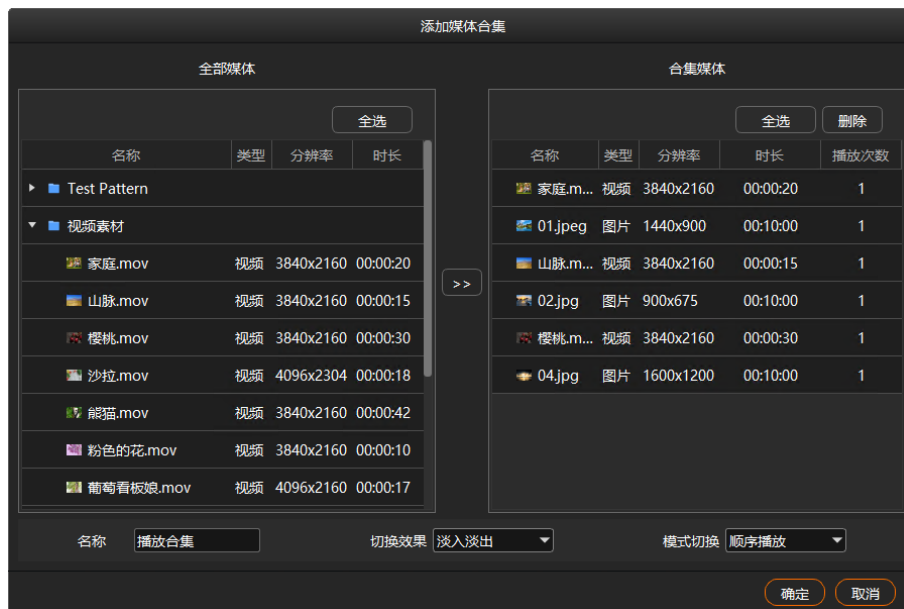 添加媒体合集
全部媒体
全选
名称 类型 分辨率 时长
Test Pattern
视频素材
家庭.mov 视频 3840x2160 00:00:20
山脉.mov 视频 3840x2160 00:00:15
樱桃.mov 视频 3840x2160 00:00:30
沙拉.mov 视频 4096x2304 00:00:18
熊猫.mov 视频 3840x2160 00:00:42
粉色的花.mov 视频 3840x2160 00:00:10
葡萄看板娘.mov 视频 4096x2160 00:00:17
>>
合集媒体
全选 删除
名称 类型 分辨率 时长 播放次数
家庭.m... 视频 3840x2160 00:00:20 1
01.jpeg 图片 1440x900 00:10:00 1
山脉.m... 视频 3840x2160 00:00:15 1
02.jpg 图片 900x675 00:10:00 1
樱桃.m... 视频 3840x2160 00:00:30 1
04.jpg 图片 1600x1200 00:10:00 1
名称 播放合集 切换效果 淡入淡出 模式切换 顺序播放
确定 取消